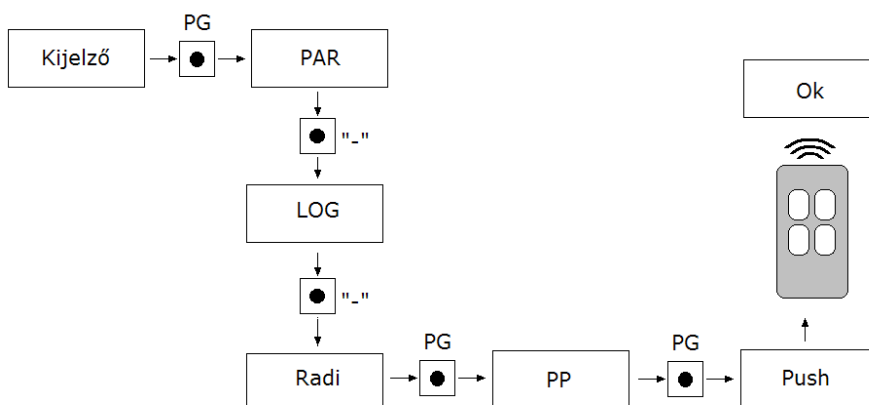 PG
Kijelző
PAR
"-"
LOG
"-"
Radi
PG
PP
PG
Push
Ok